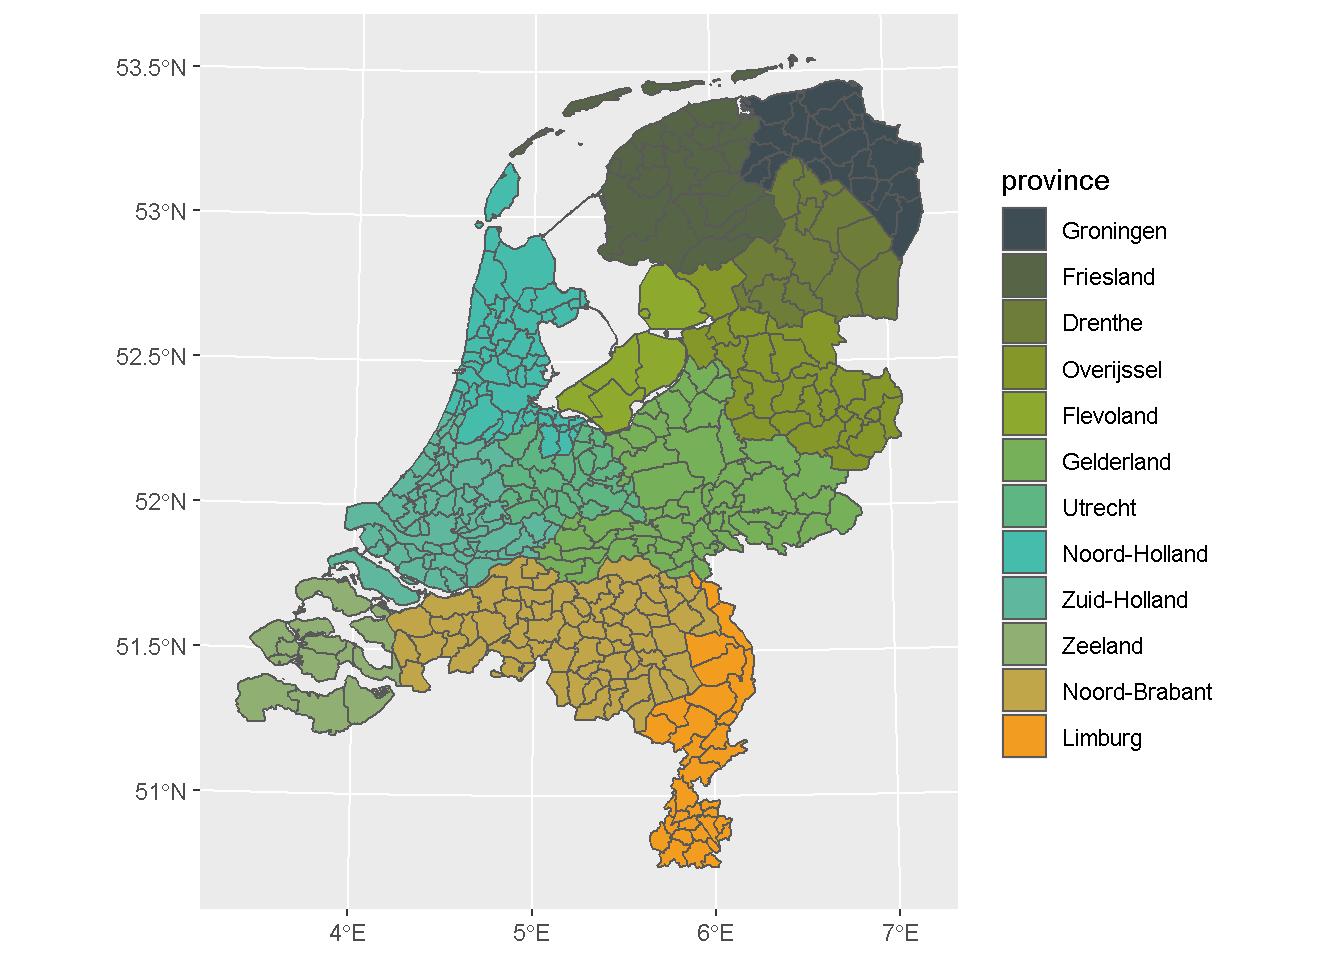 53.5°N
53°N
52.5°N
52°N
51.5°N
51°N
4°E
5°E
6°E
7°E
province
Groningen
Friesland
Drenthe
Overijssel
Flevoland
Gelderland
Utrecht
Noord-Holland
Zuid-Holland
Zeeland
Noord-Brabant
Limburg